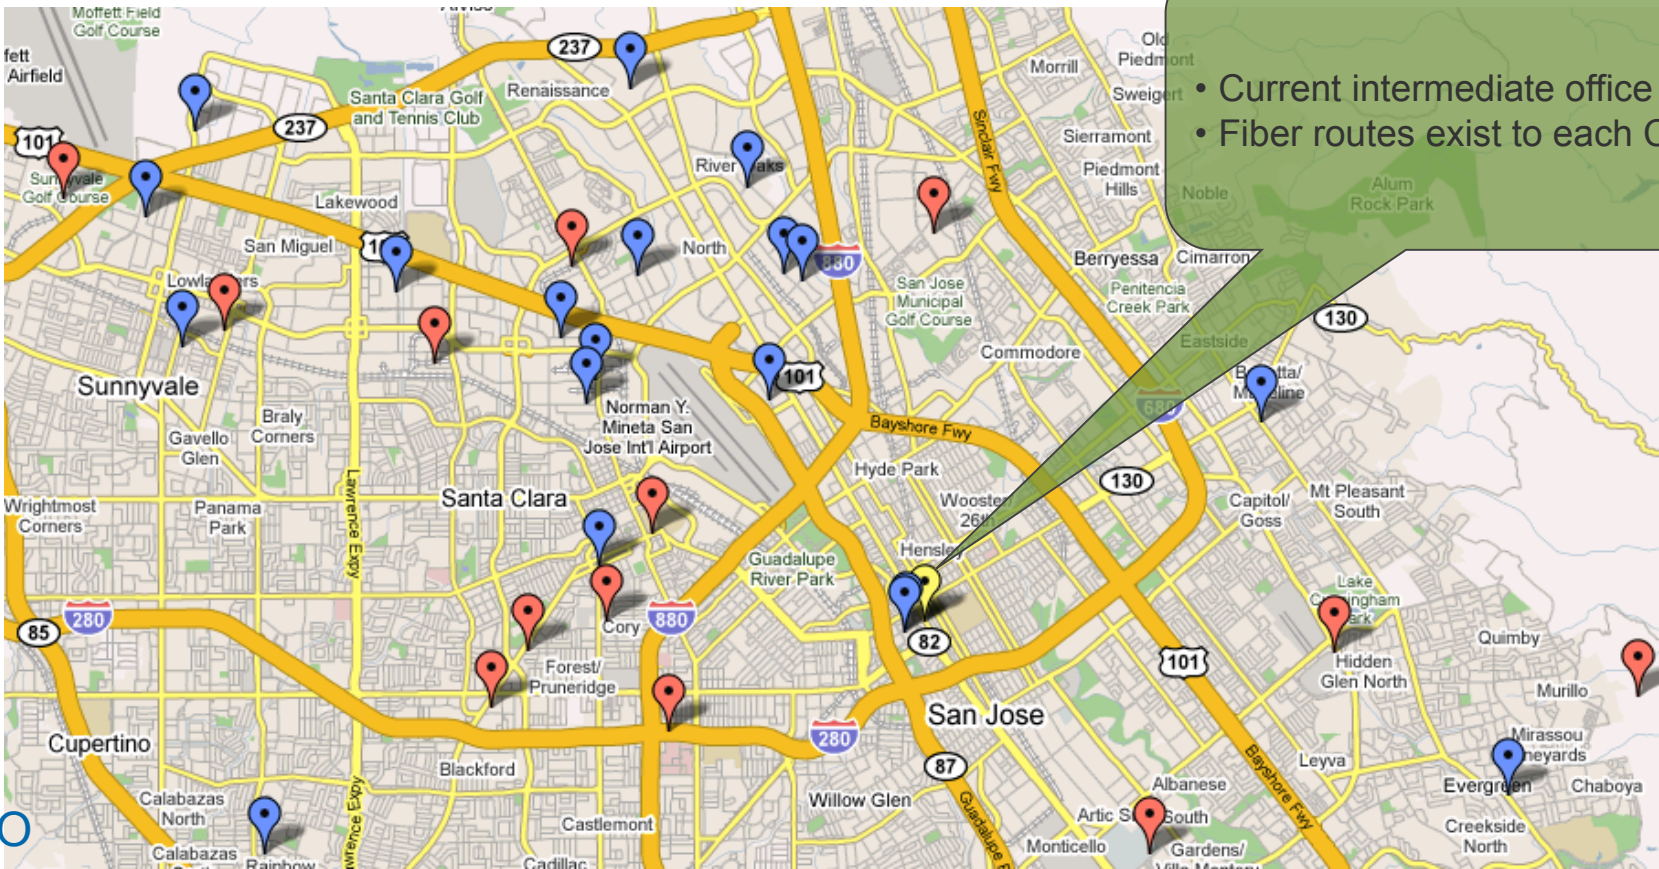 Moffett Field
Golf Course
Airfield
101
Sunnyvale
Golf Course
237
237
Santa Clara Golf
and Tennis Club
Renaissance
Lakewood
San Miguel
River Oaks
North
Morrill
Old
Piedmont
Sweigert
Sierramont
Piedmont
Hills
Noble
Alum
Rock Park
• Current intermediate office
• Fiber routes exist to each
Sinclair Fwy
Berryessa
Cimarron
Penitencia
Creek Park
880
San Jose
Municipal
Golf Course
Commodore
130
Eastside
680
Sunnyvale
Braly
Corners
Gavello
Glen
Norman Y.
Mineta San
Jose Int'l Airport
101
Bayshore Fwy
Hyde Park
130
Capitol/
Goss
Mt Pleasant
South
Wrightmost
Corners
Panama
Park
Lawrence Expy
Santa Clara
Guadalupe
River Park
Hensley
Lake
Park
Hidden
Glen North
Quimby
Murillo
Mirassou
Evergreen
Chaboya
Creekside
North
85
280
880
Cory
Forest/
Pruneridge
82
101
San Jose
280
87
Cupertino
Blackford
Calabazas
North
Calabazas
Rainbow
Lawrence Expy
Castlemont
Cadillac
Willow Glen
Albanese
South
Leyva
Bayshore Fwy
Monticello
Gardens/
Guadalupe
O